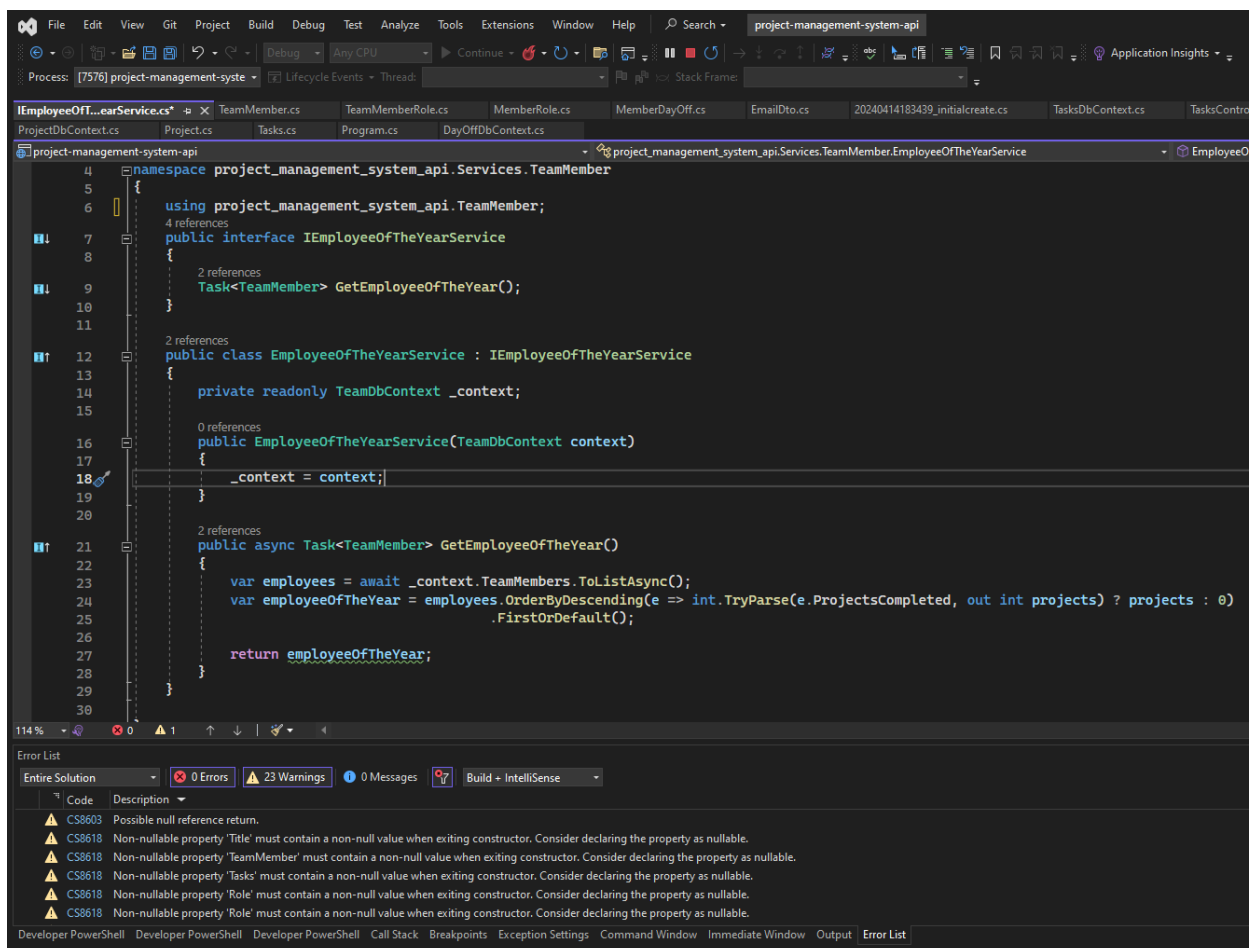 File Edit View Git Project Build Debug Test Analyze Tools Extensions Window Help Search project-management-system-api
Debug Any CPU Continue Application Insights
Process: [7576] project-management-syste Lifecycle Events Thread: Stack Frame:
IEmployeeOfT...earService.cs* TeamMember.cs TeamMemberRole.cs MemberRole.cs MemberDayOff.cs EmailDto.cs 20240414183439_initialcreate.cs TasksDbContext.cs TasksContro
ProjectDbContext.cs Project.cs Tasks.cs Program.cs DayOffDbContext.cs
project-management-system-api project_management_system_api.Services.TeamMember.EmployeeOfTheYearService EmployeeO
4 namespace project_management_system_api.Services.TeamMember
5 {
6 using project_management_system_api.TeamMember;
4 references
7 public interface IEmployeeOfTheYearService
8 {
2 references
9 Task<TeamMember> GetEmployeeOfTheYear();
10 }
11
2 references
12 public class EmployeeOfTheYearService : IEmployeeOfTheYearService
13 {
14 private readonly TeamDbContext _context;
15
0 references
16 public EmployeeOfTheYearService(TeamDbContext context)
17 {
18 _context = context;
19 }
20
2 references
21 public async Task<TeamMember> GetEmployeeOfTheYear()
22 {
23 var employees = await _context.TeamMembers.ToListAsync();
24 var employeeOfTheYear = employees.OrderByDescending(e => int.TryParse(e.ProjectsCompleted, out int projects) ? projects : 0)
25 .FirstOrDefault();
26
27 return employeeOfTheYear;
28 }
29 }
30
114 % 0 1
Error List
Entire Solution 0 Errors 23 Warnings 0 Messages Build + IntelliSense
Code Description
CS8603 Possible null reference return.
CS8618 Non-nullable property 'Title' must contain a non-null value when exiting constructor. Consider declaring the property as nullable.
CS8618 Non-nullable property 'TeamMember' must contain a non-null value when exiting constructor. Consider declaring the property as nullable.
CS8618 Non-nullable property 'Tasks' must contain a non-null value when exiting constructor. Consider declaring the property as nullable.
CS8618 Non-nullable property 'Role' must contain a non-null value when exiting constructor. Consider declaring the property as nullable.
CS8618 Non-nullable property 'Role' must contain a non-null value when exiting constructor. Consider declaring the property as nullable.
Developer PowerShell Developer PowerShell Developer PowerShell Call Stack Breakpoints Exception Settings Command Window Immediate Window Output Error List